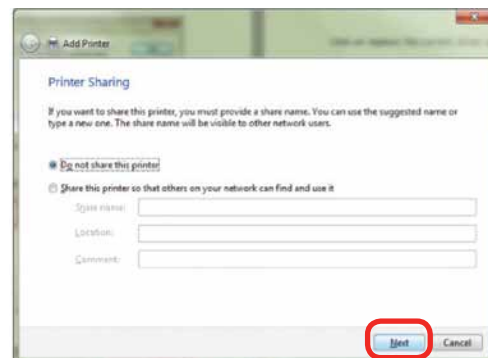 Add Printer
Printer Sharing
If you want to share this printer, you must provide a share name. You can use the suggested name or
type a new one. The share name will be visible to other network users.
Do not share this printer
Share this printer so that others on your network can find and use it
Share name:
Location:
Comment:
Next
Cancel